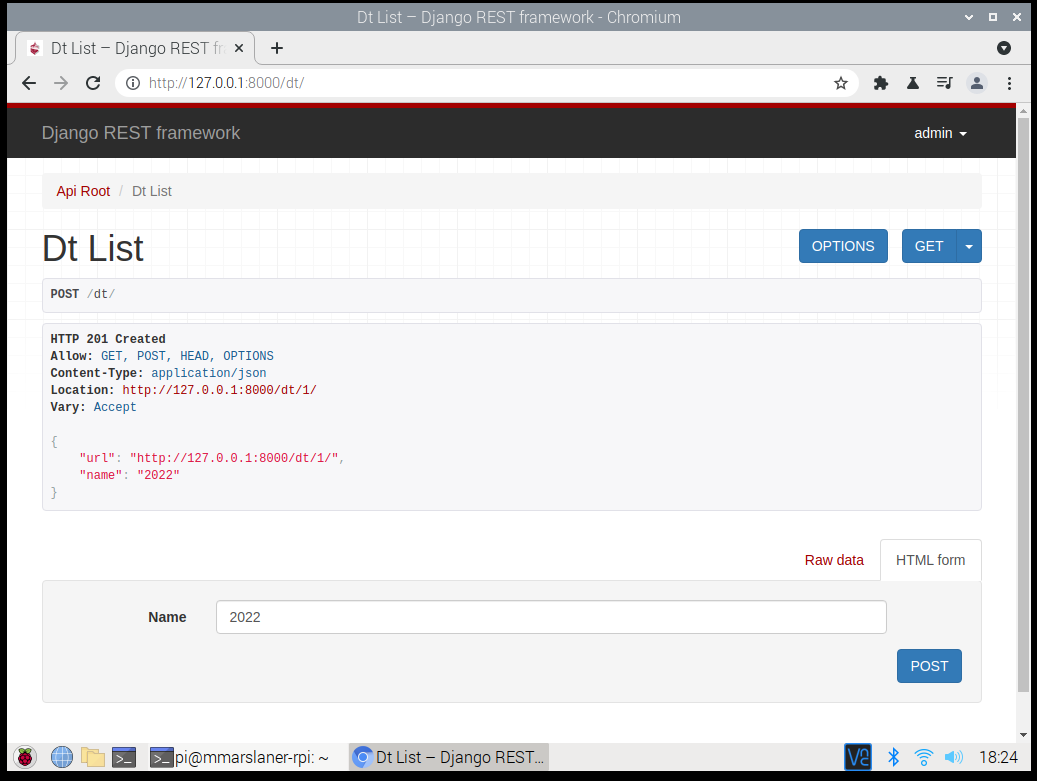 Dt List – Django REST framework - Chromium
Dt List – Django REST fr
http://127.0.0.1:8000/dt/
Django REST framework
admin
Api Root / Dt List
Dt List
OPTIONS
GET
POST /dt/
HTTP 201 Created
Allow: GET, POST, HEAD, OPTIONS
Content-Type: application/json
Location: http://127.0.0.1:8000/dt/1/
Vary: Accept
{
"url": "http://127.0.0.1:8000/dt/1/",
"name": "2022"
}
Raw data
HTML form
Name
2022
POST
pi@mmarslaner-rpi: ~
Dt List – Django REST...
V2
18:24